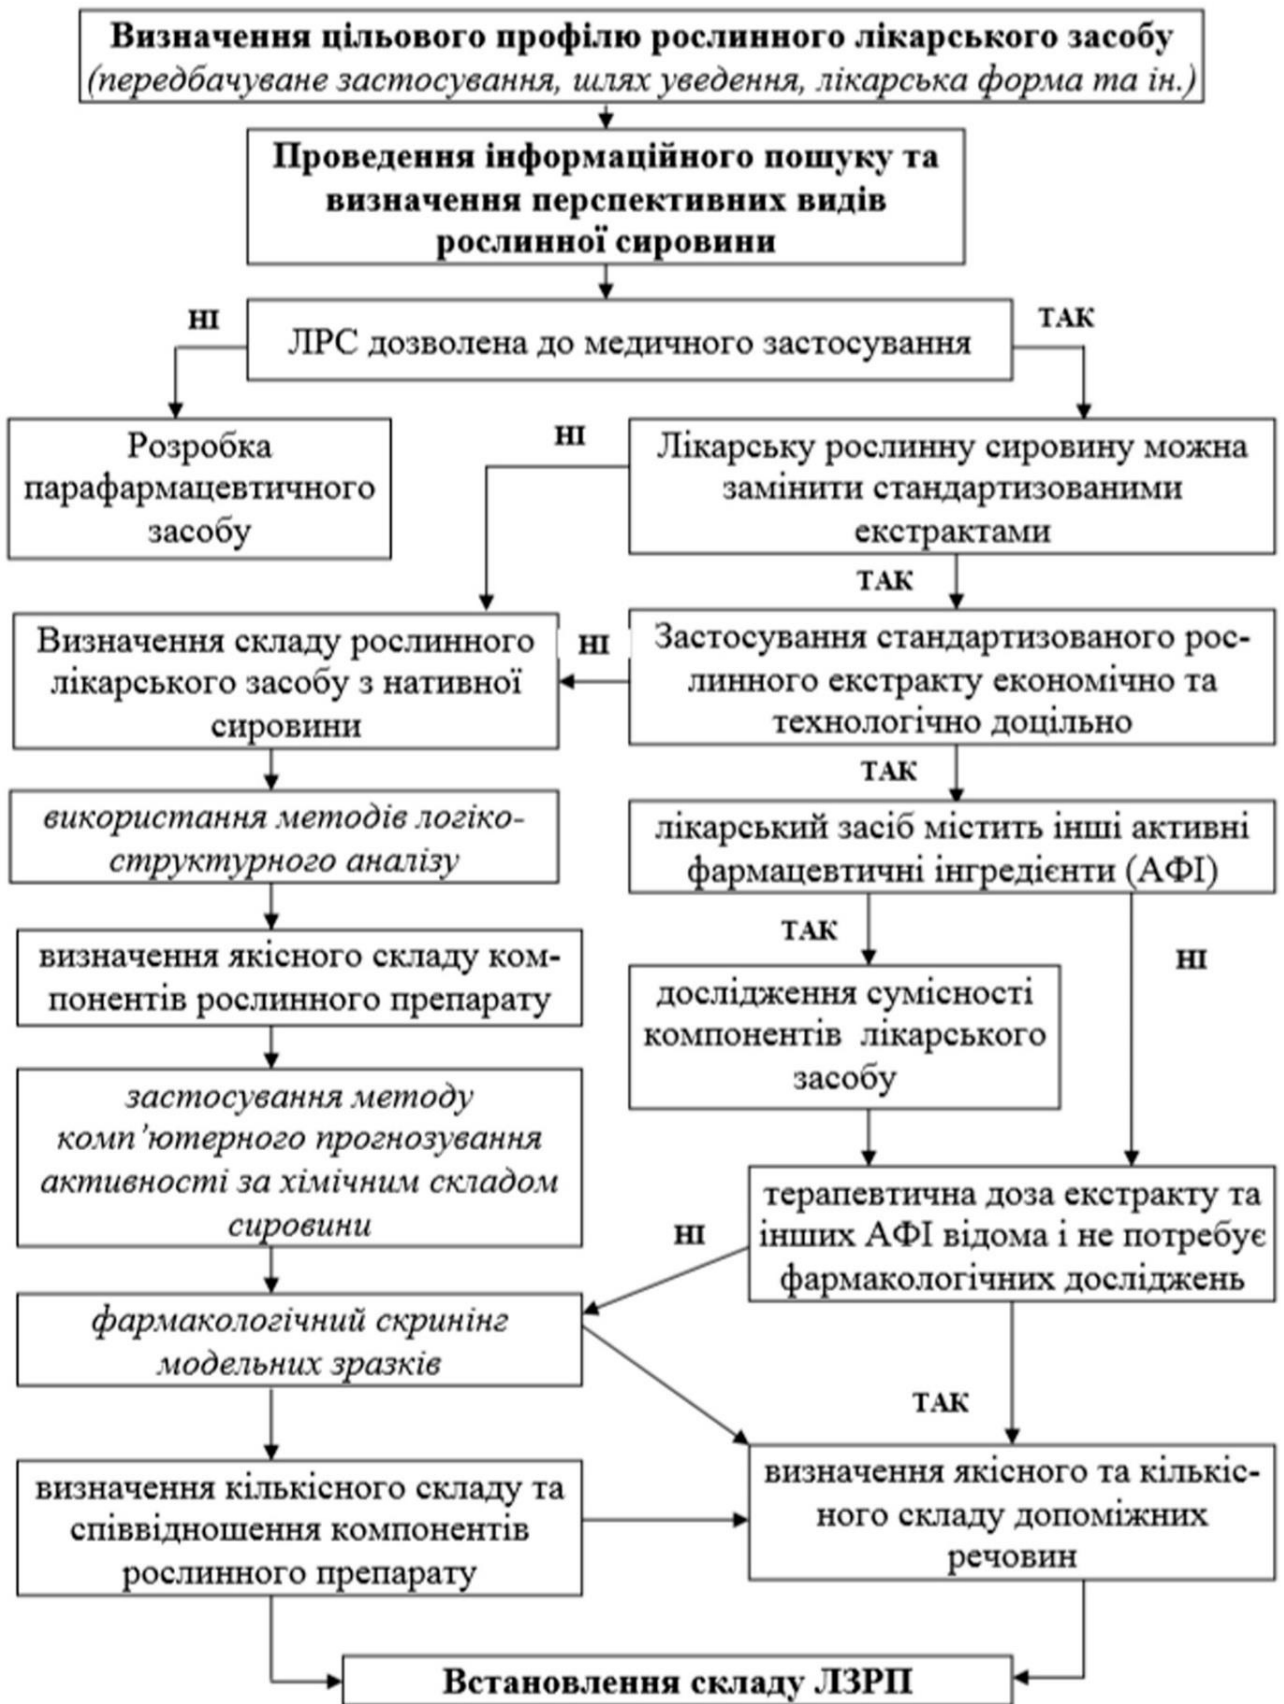 Визначення цільового профілю рослинного лікарського засобу
(передбачуване застосування, шлях уведення, лікарська форма та ін.)
Проведення інформаційного пошуку та
визначення перспективних видів
рослинної сировини
НІ
ТАК
ЛРС дозволена до медичного застосування
НІ
Розробка
парафармацевтичного
засобу
Лікарську рослинну сировину можна
замінити стандартизованими
екстрактами
ТАК
Визначення складу рослинного
лікарського засобу з нативної
сировини
НІ
Застосування стандартизованого рос-
линного екстракту економічно та
технологічно доцільно
ТАК
використання методів логіко-
структурного аналізу
лікарський засіб містить інші активні
фармацевтичні інгредієнти (АФІ)
ТАК
НІ
визначення якісного складу ком-
понентів рослинного препарату
дослідження сумісності
компонентів лікарського
засобу
застосування методу
комп’ютерного прогнозування
активності за хімічним складом
сировини
терапевтична доза екстракту та
інших АФІ відома і не потребує
фармакологічних досліджень
НІ
фармакологічний скринінг
модельних зразків
ТАК
визначення кількісного складу та
співвідношення компонентів
рослинного препарату
визначення якісного та кількіс-
ного складу допоміжних
речовин
Встановлення складу ЛЗРП